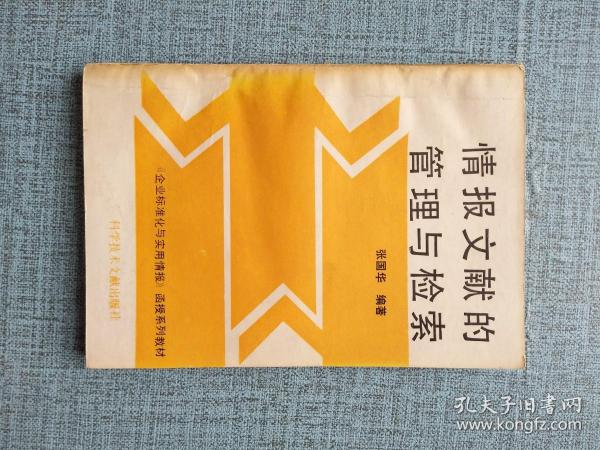 情报文献的
管理与检索
张国华 编著
《企业标准化与实用情报》函授系列教材
科学技术文献出版社
孔夫子旧书网
www.kongfz.com